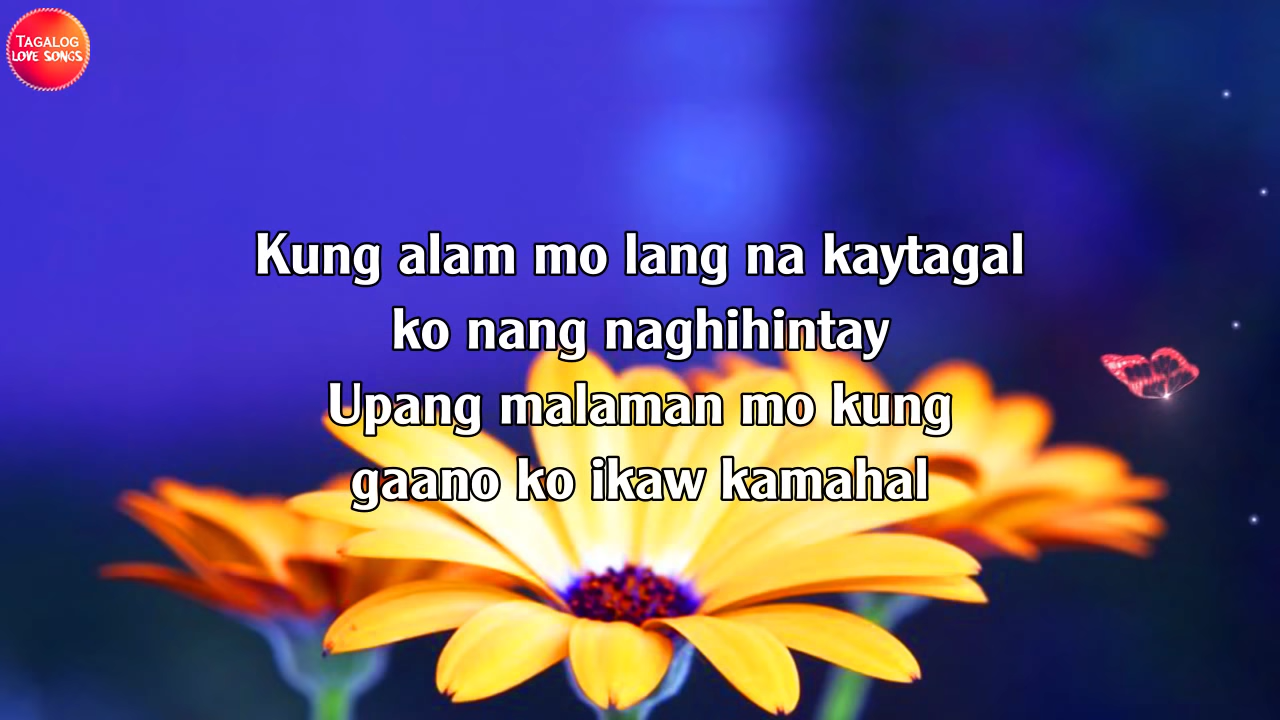 TAGALOG
LOVE SONGS
Kung alam mo lang na kaytagal
ko nang naghihintay
Upang malaman mo kung
gaano ko ikaw kamahal